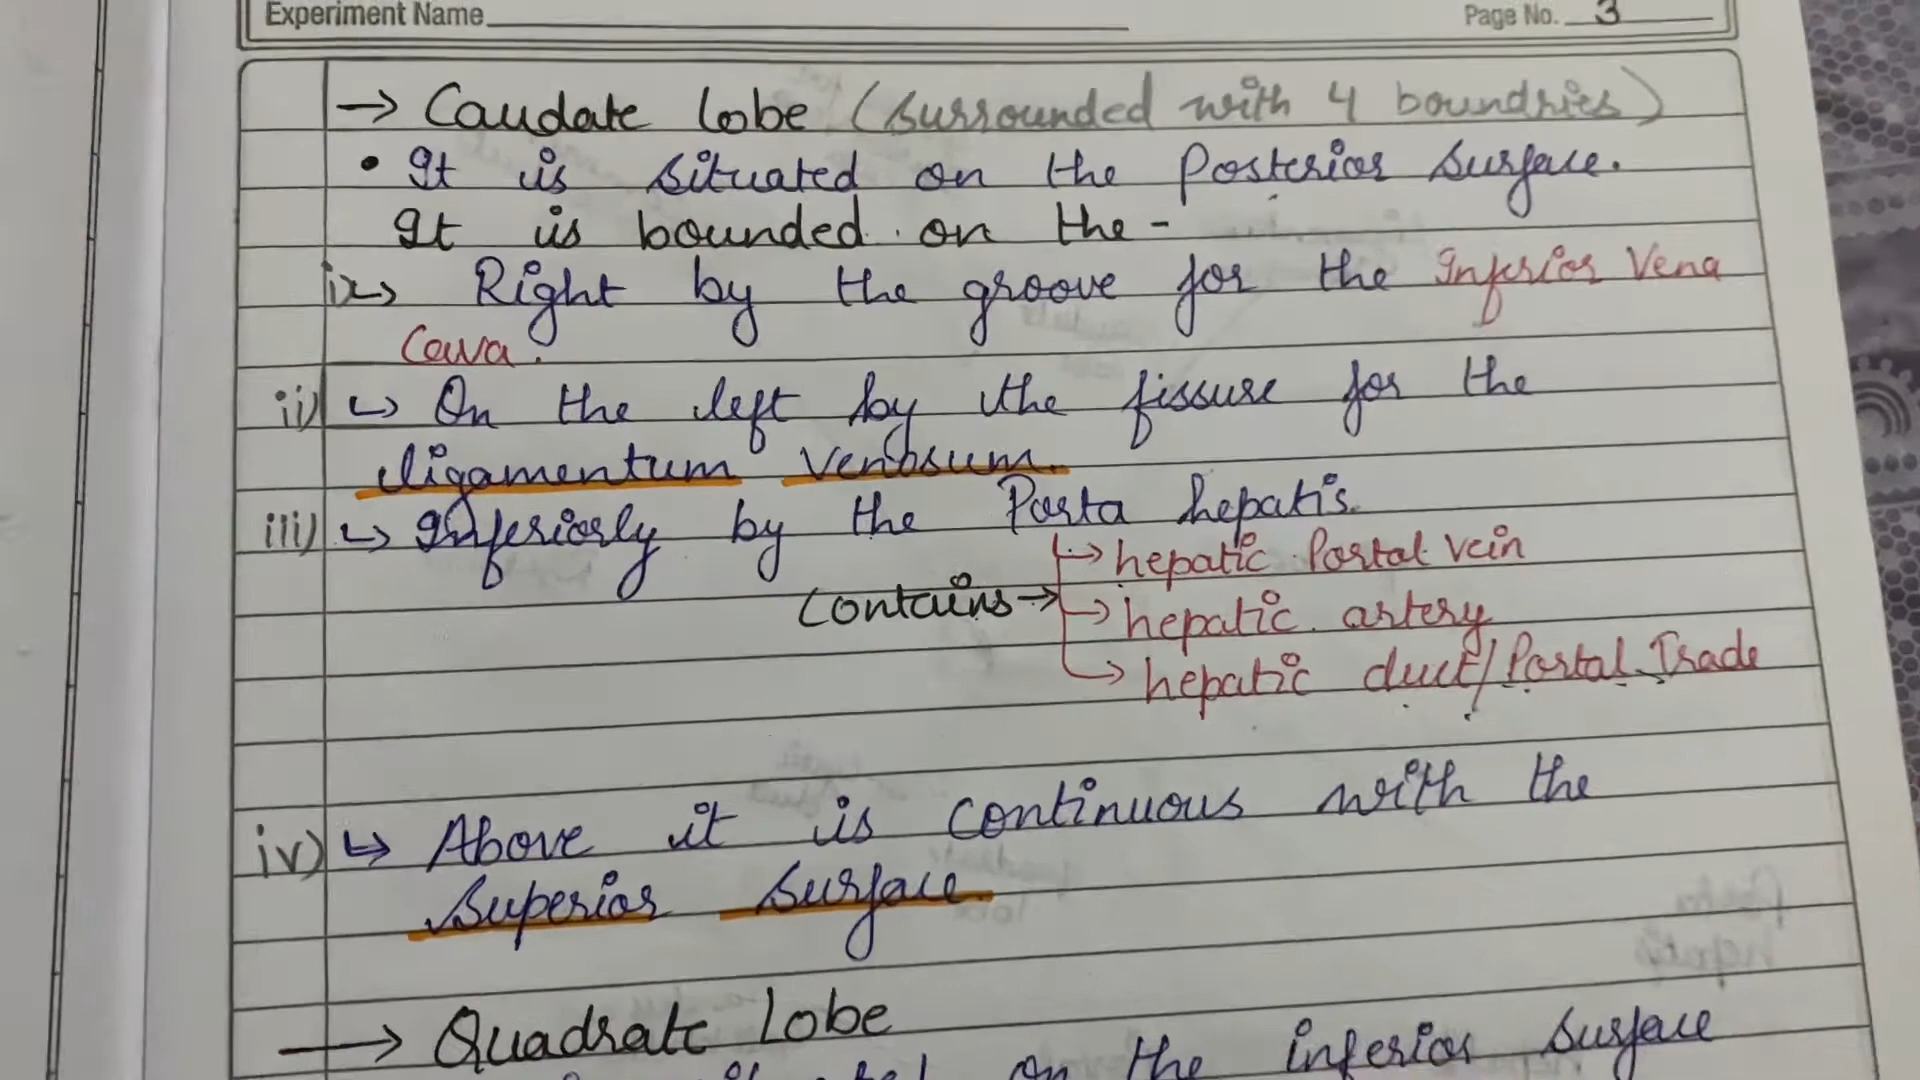 Experiment Name
Page No. 3
→ Caudate lobe (surrounded with 4 boundries)
• It is situated on the Posterior surface.
It is bounded on the -
i) ↳ Right by the groove for the Inferior Vena
Cava.
ii) ↳ On the left by the fissure for the
ligamentum venosum.
iii) ↳ Inferiorly by the Porta hepatis.
↳ hepatic Portal vein
Contains → ↳ hepatic artery
↳ hepatic duct/Portal Trade
iv) ↳ Above it is continuous with the
Superior surface.
→ Quadrate Lobe
on the inferior surface